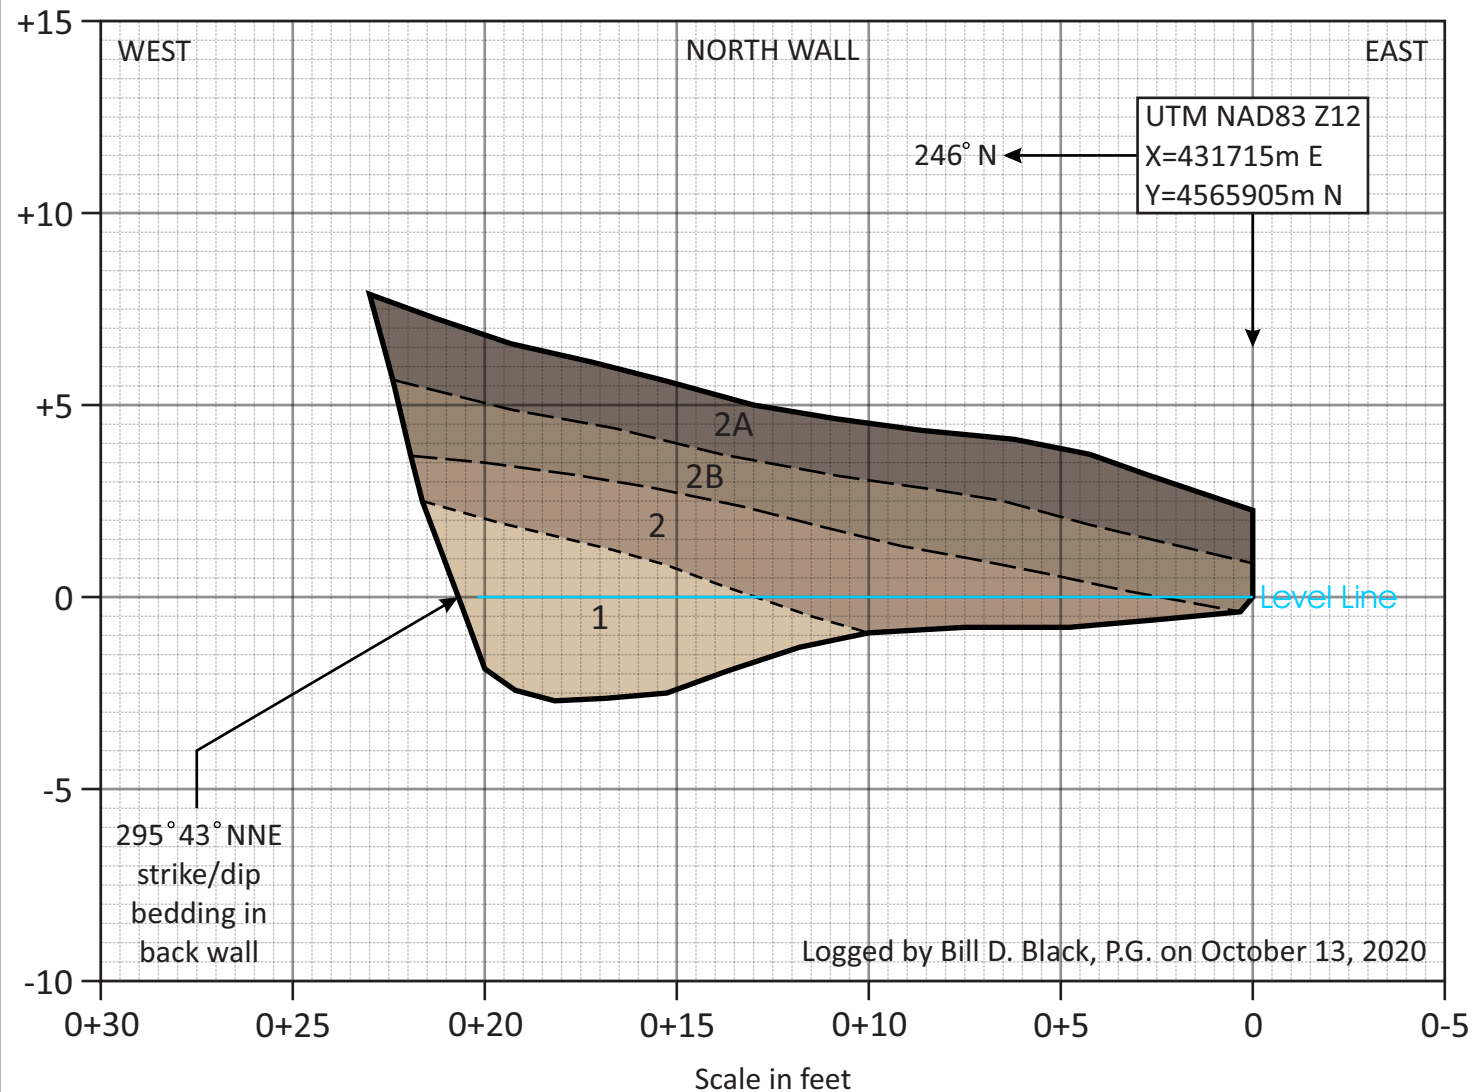 +15
WEST
NORTH WALL
EAST
UTM NAD83 Z12
246° N
X=431715m E
Y=4565905m N
+10
+5
2A
2B
2
0
Level Line
1
-5
295°43° NNE
strike/dip
bedding in
back wall
Logged by Bill D. Black, P.G. on October 13, 2020
-10
0+30
0+25
0+20
0+15
0+10
0+5
0
0-5
Scale in feet